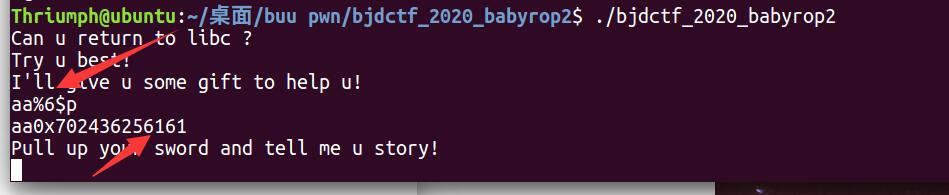 Thriumph@ubuntu:~/桌面/buu pwn/bjdctf_2020_babyrop2$ ./bjdctf_2020_babyrop2
Can u return to libc ?
Try u best!
I'll give u some gift to help u!
aa%6$p
aa0x702436256161
Pull up your sword and tell me u story!